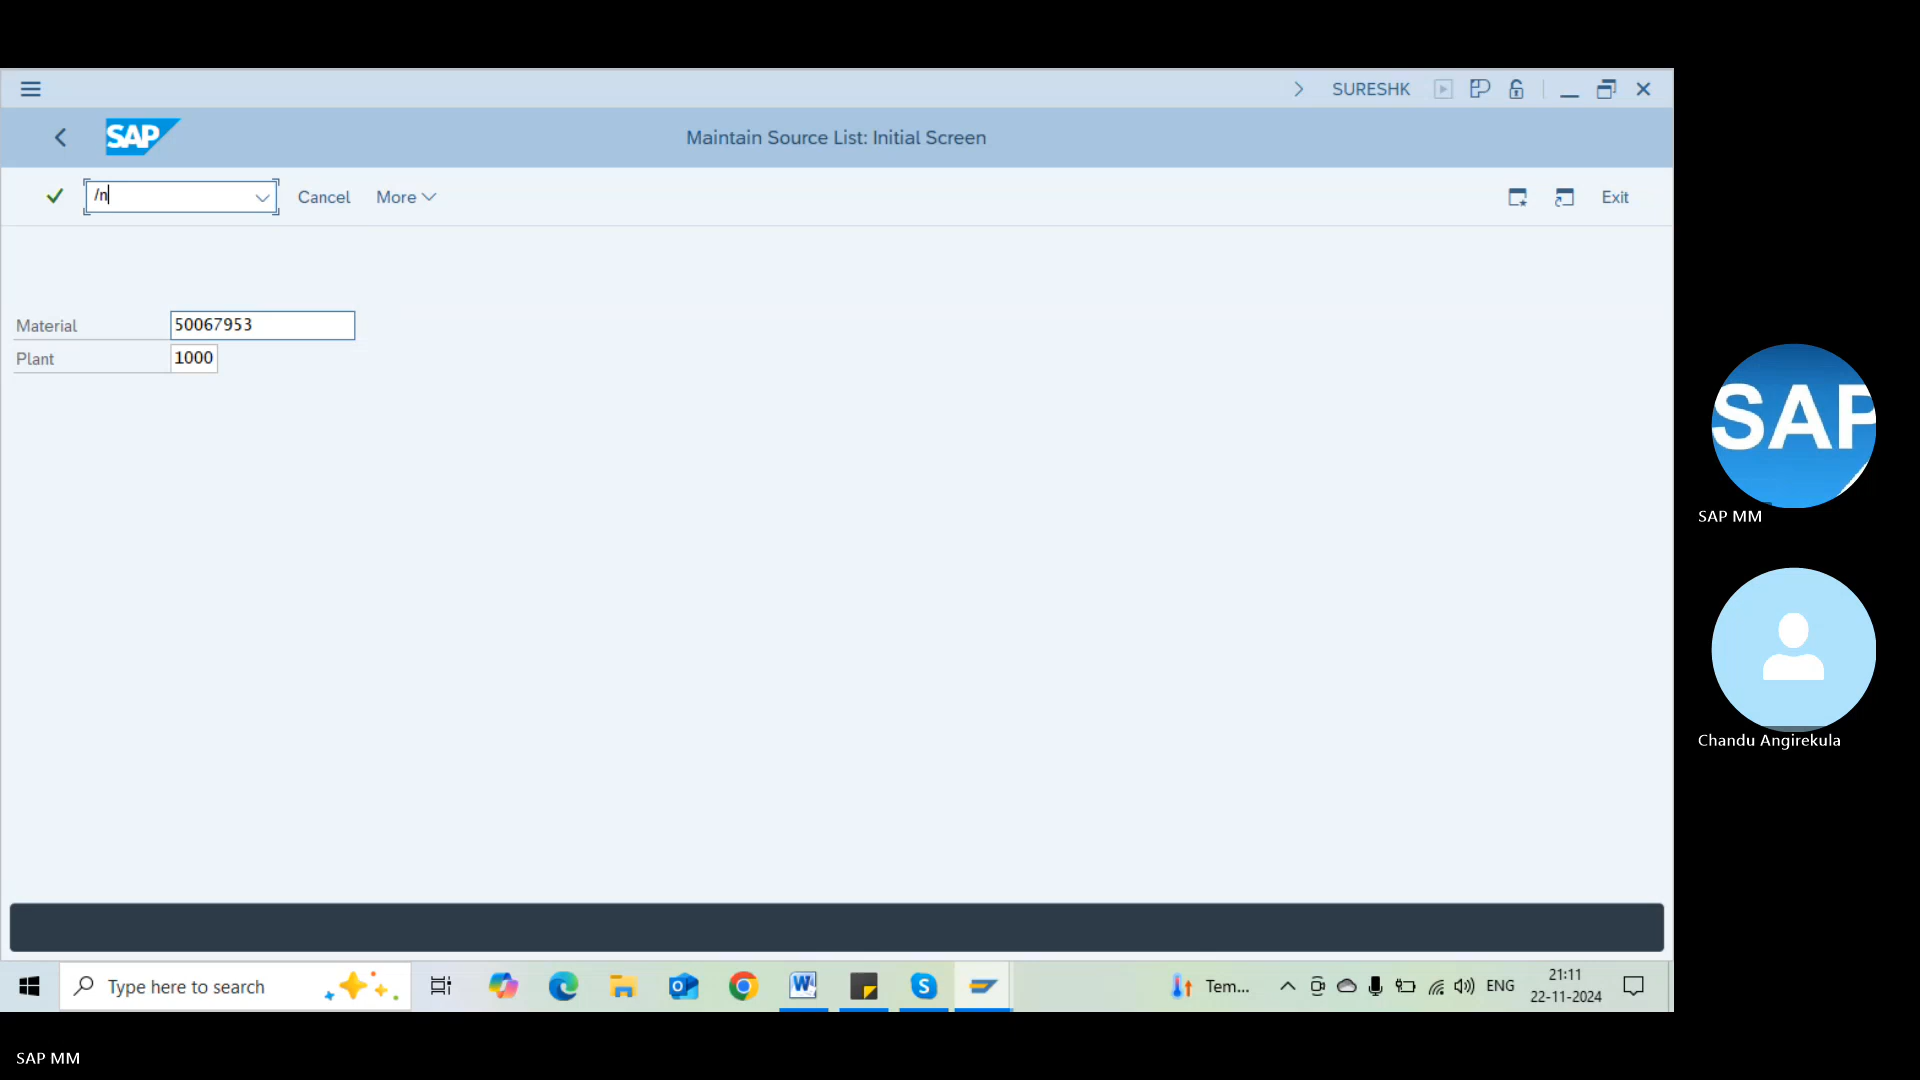 SURESHK
SAP
Maintain Source List: Initial Screen
/n
Cancel
More
Exit
Material
50067953
Plant
1000
SAP
SAP MM
Chandu Angirekula
Type here to search
Tem...
ENG
21:11
22-11-2024
SAP MM